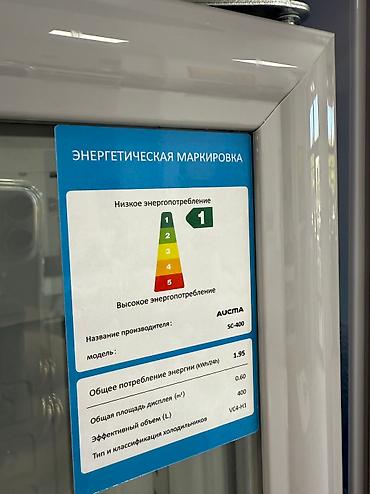 ЭНЕРГЕТИЧЕСКАЯ МАРКИРОВКА
Низкое энергопотребление
1 1
2
3
4
5
Высокое энергопотребление
Название производителя: AUCMA
модель: SC-400
Общее потребление энергии (kWh/24h) 1.95
Общая площадь дисплея (m²) 0.60
Эффективный объем (L) 400
Тип и классификация холодильников VC4-H1